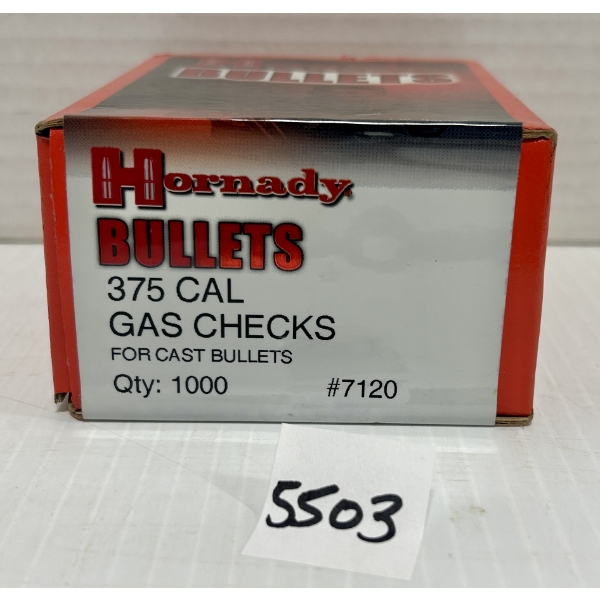 BULLETS
Hornady
BULLETS
375 CAL
GAS CHECKS
FOR CAST BULLETS
Qty: 1000 #7120
5503